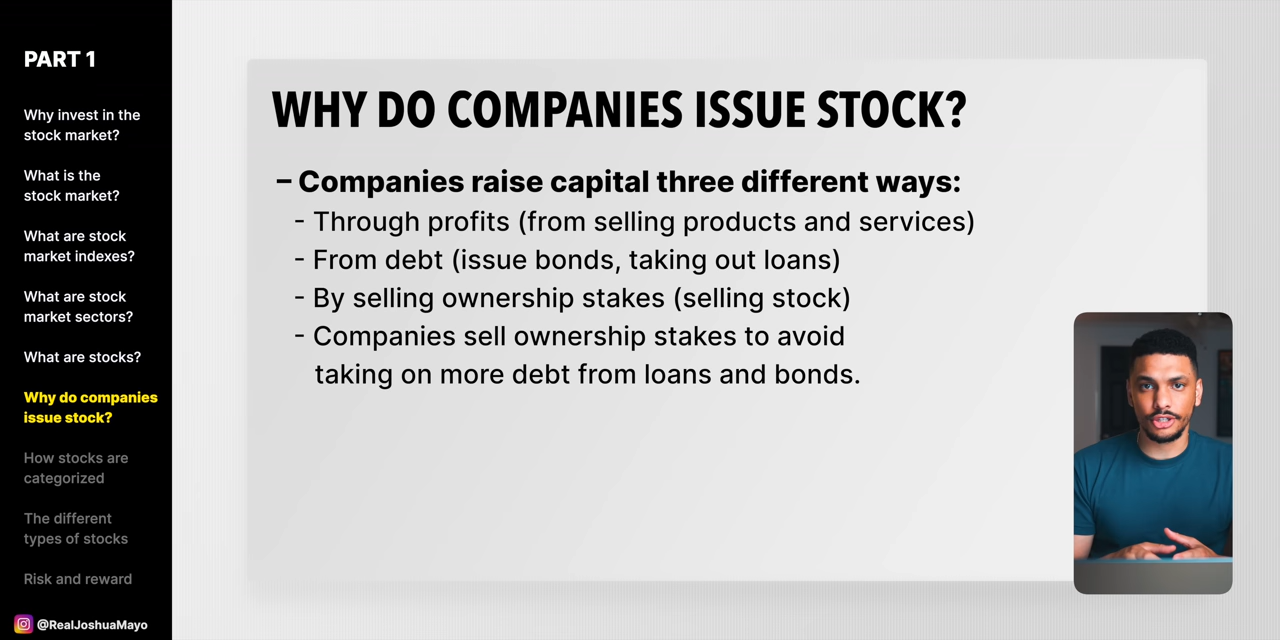 PART 1
Why invest in the
stock market?
What is the
stock market?
What are stock
market indexes?
What are stock
market sectors?
What are stocks?
Why do companies
issue stock?
How stocks are
categorized
The different
types of stocks
Risk and reward
@RealJoshuaMayo
WHY DO COMPANIES ISSUE STOCK?
– Companies raise capital three different ways:
- Through profits (from selling products and services)
- From debt (issue bonds, taking out loans)
- By selling ownership stakes (selling stock)
- Companies sell ownership stakes to avoid
taking on more debt from loans and bonds.